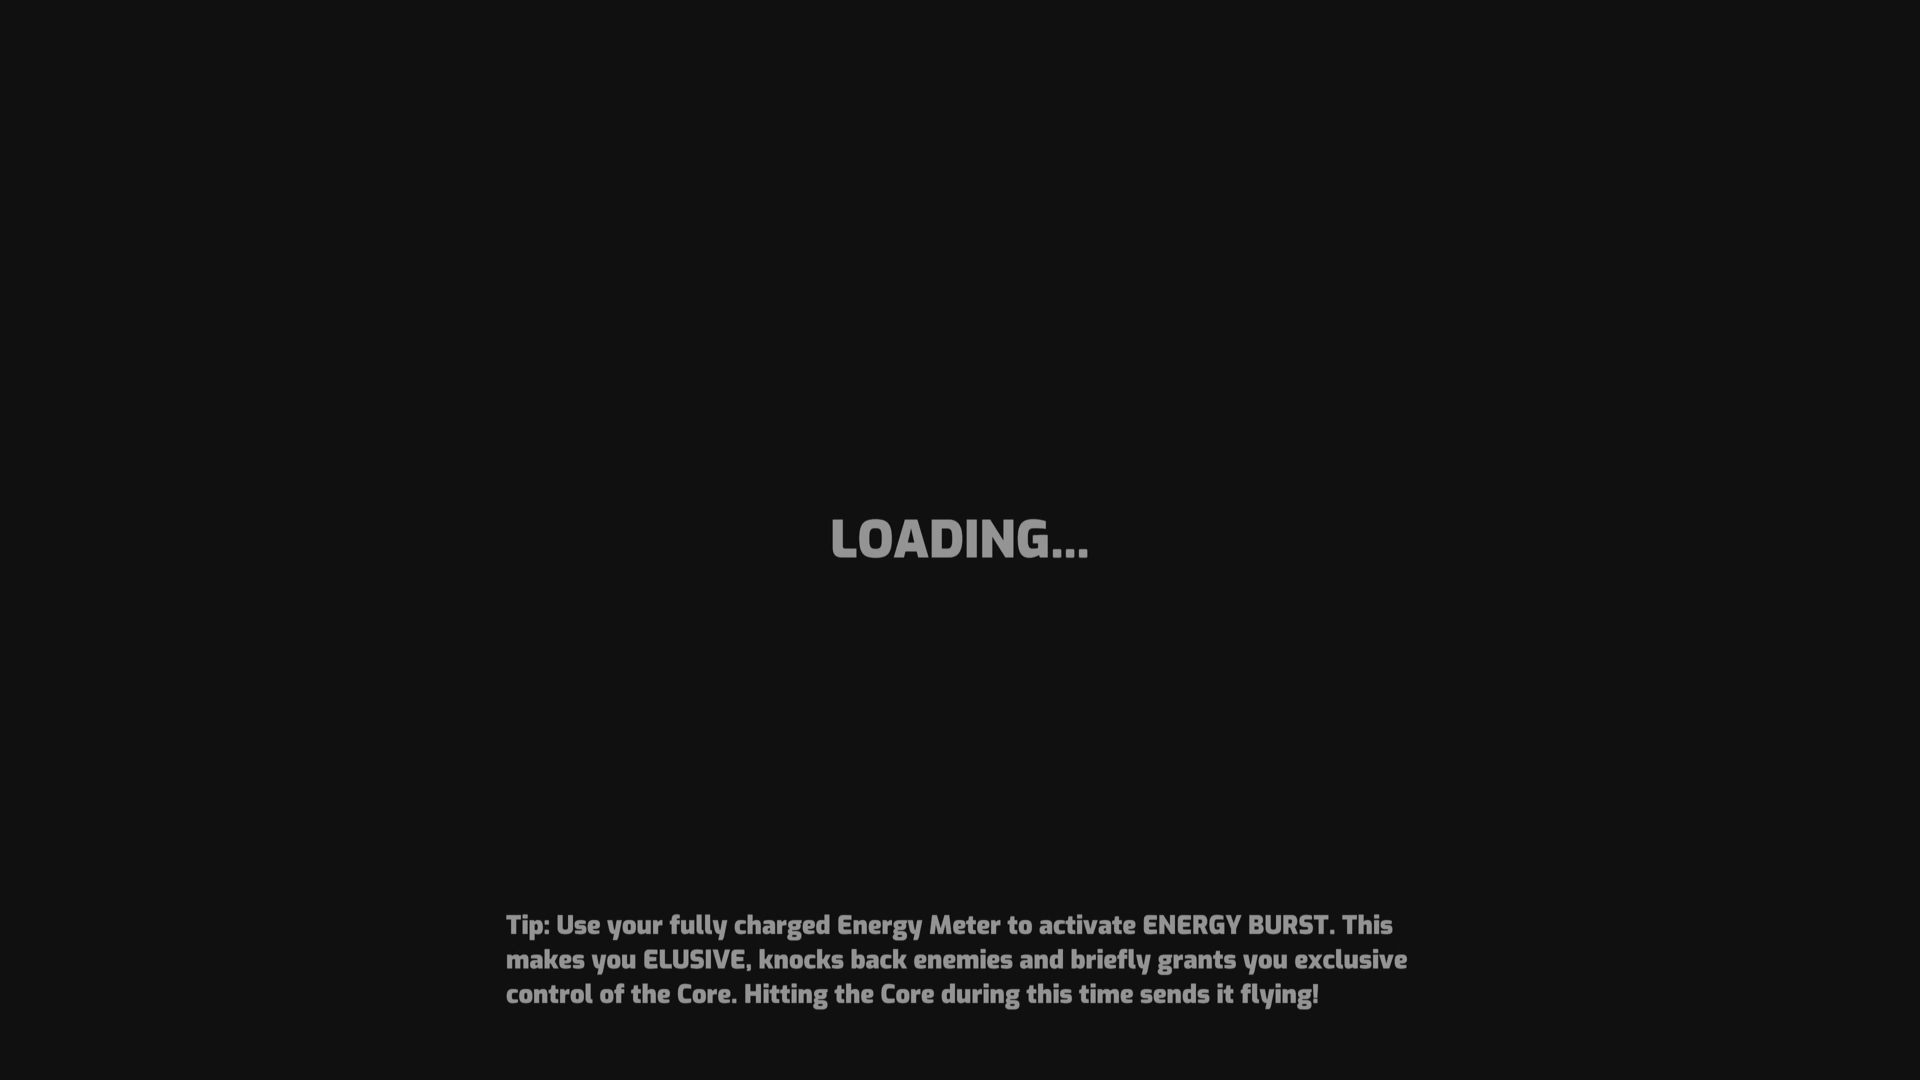 LOADING...
Tip: Use your fully charged Energy Meter to activate ENERGY BURST. This
makes you ELUSIVE, knocks back enemies and briefly grants you exclusive
control of the Core. Hitting the Core during this time sends it flying!